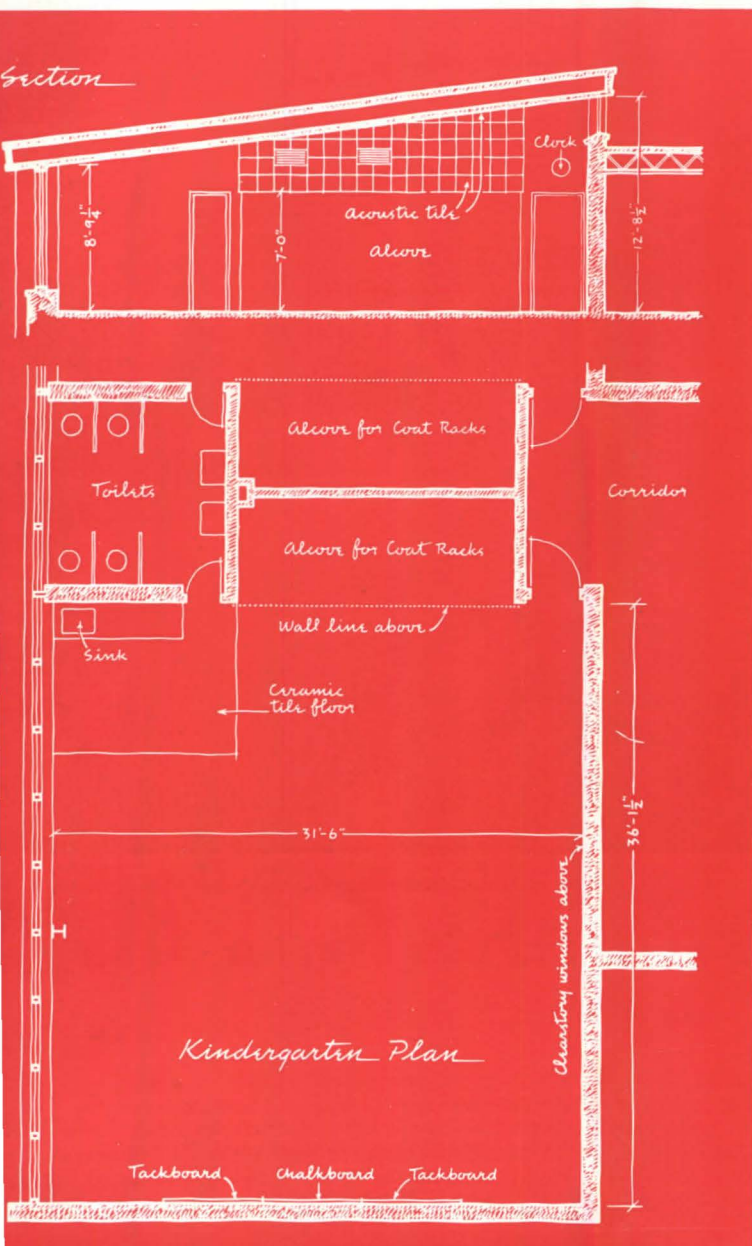 Section
Clock
acoustic tile
alcove
8'-9¼"
7'-0"
12'-8½"
Alcove for Coat Racks
Toilets
Corridor
Alcove for Coat Racks
Wall line above
Sink
Ceramic
tile floor
31'-6"
36'-1½"
Clearstory windows above
Kindergarten Plan
Tackboard
Chalkboard
Tackboard